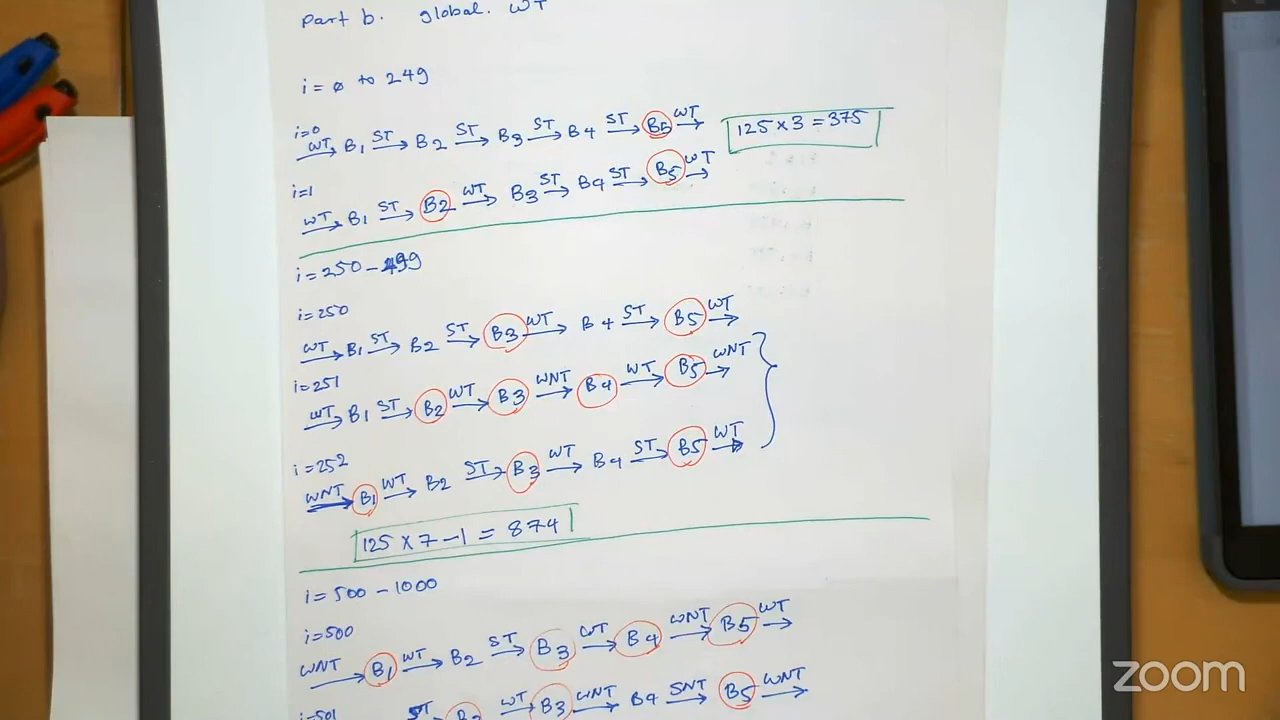 part b. global. WT
i = 0 to 249
i=0
WT→ B1 ST→ B2 ST→ B3 ST→ B4 ST→ B5 WT→ 125 x 3 = 375
i=1
WT→ B1 ST→ B2 WT→ B3 ST→ B4 ST→ B5 WT→
i = 250 - 499
i=250
WT→ B1 ST→ B2 ST→ B3 WT→ B4 ST→ B5 WT→
i=251
WT→ B1 ST→ B2 WT→ B3 WNT→ B4 WT→ B5 WNT→
i=252
WNT→ B1 WT→ B2 ST→ B3 WT→ B4 ST→ B5 WT→
125 x 7 - 1 = 874
i = 500 - 1000
i=500
WNT→ B1 WT→ B2 ST→ B3 WT→ B4 WNT→ B5 WT→
i=501 ST→ B2 WT→ B3 WNT→ B4 SNT→ B5 WNT→
zoom